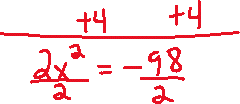 +4 +4
2x² = -98
2 2